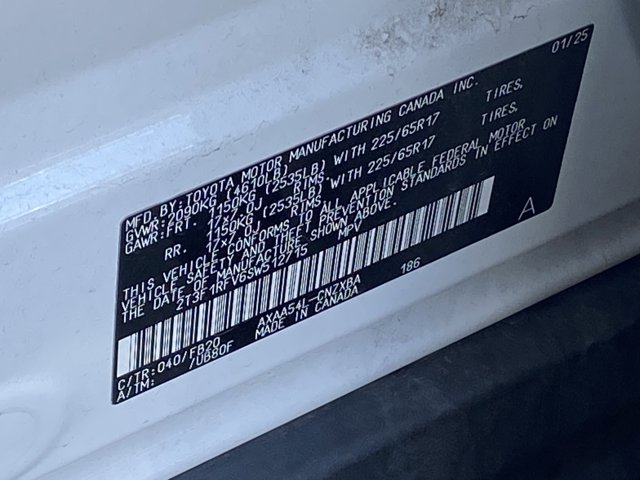 MFD. BY: TOYOTA MOTOR MANUFACTURING CANADA INC. 01/25
GVWR: 2090KG (4610LB)
GAWR: FRT. 1150KG (2535LB) WITH 225/65R17 TIRES,
17X7.0J RIMS,
RR. 1150KG (2535LB) WITH 225/65R17 TIRES,
17X7.0J RIMS,
THIS VEHICLE CONFORMS TO ALL APPLICABLE FEDERAL MOTOR
VEHICLE SAFETY AND THEFT PREVENTION STANDARDS IN EFFECT ON
THE DATE OF MANUFACTURE SHOWN ABOVE.
2T3F1RFV6SW512715 MPV A
C/TR: 040/FB20 AXAA54L-CNZXBA 186
A/TM: /UB80F MADE IN CANADA